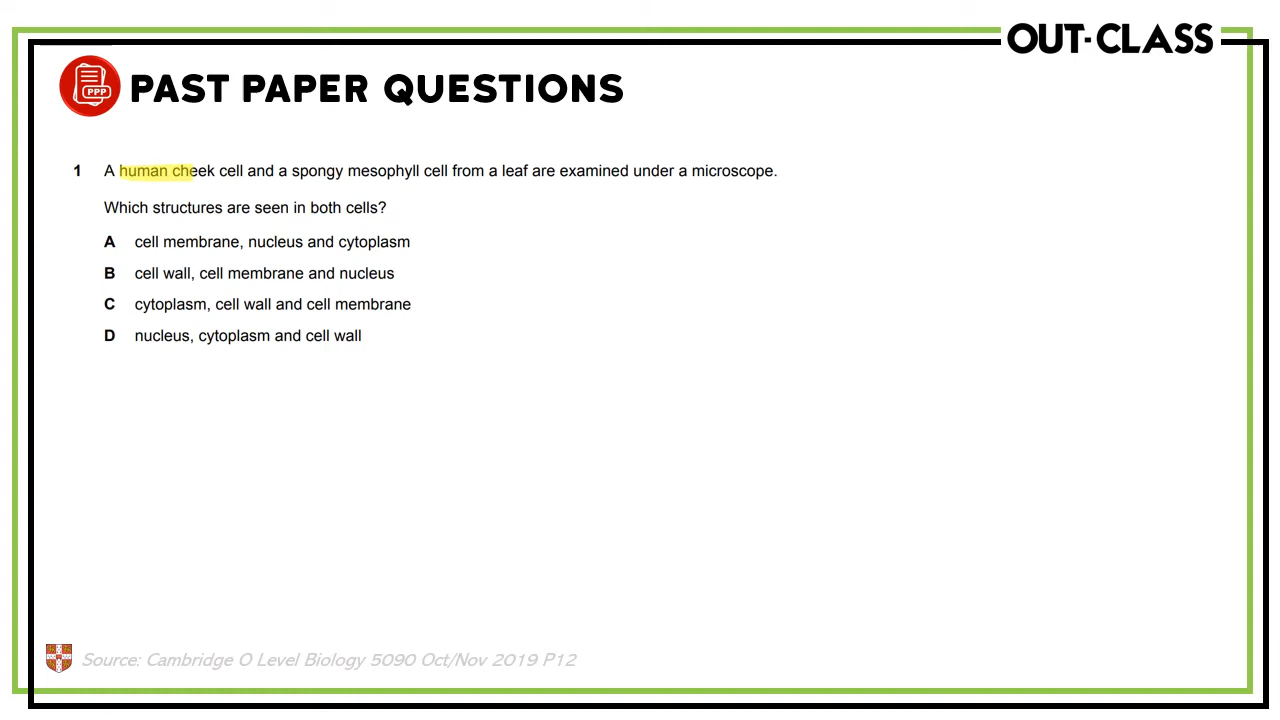 OUT-CLASS
PPP PAST PAPER QUESTIONS
1 A human cheek cell and a spongy mesophyll cell from a leaf are examined under a microscope.
Which structures are seen in both cells?
A cell membrane, nucleus and cytoplasm
B cell wall, cell membrane and nucleus
C cytoplasm, cell wall and cell membrane
D nucleus, cytoplasm and cell wall
Source: Cambridge O Level Biology 5090 Oct/Nov 2019 P12